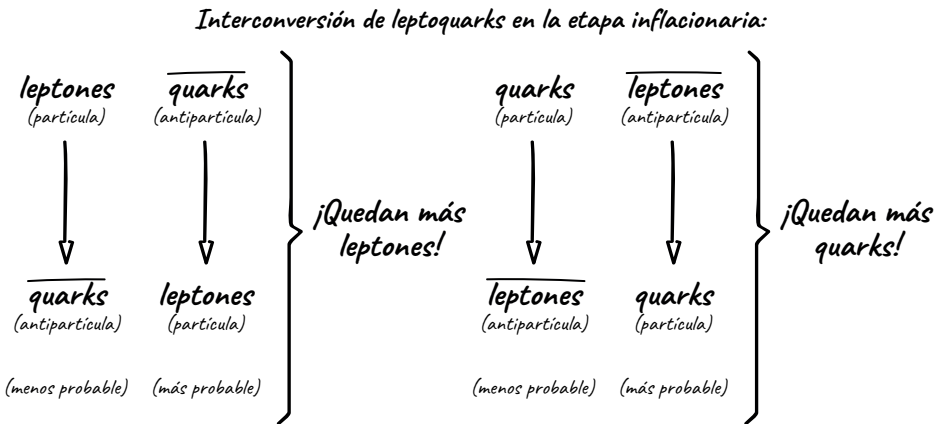 Interconversión de leptoquarks en la etapa inflacionaria:
leptones
(partícula)
quarks
(antipartícula)
quarks
(antipartícula)
leptones
(partícula)
(menos probable)
(más probable)
¡Quedan más
leptones!
quarks
(partícula)
leptones
(antipartícula)
leptones
(antipartícula)
quarks
(partícula)
(menos probable)
(más probable)
¡Quedan más
quarks!